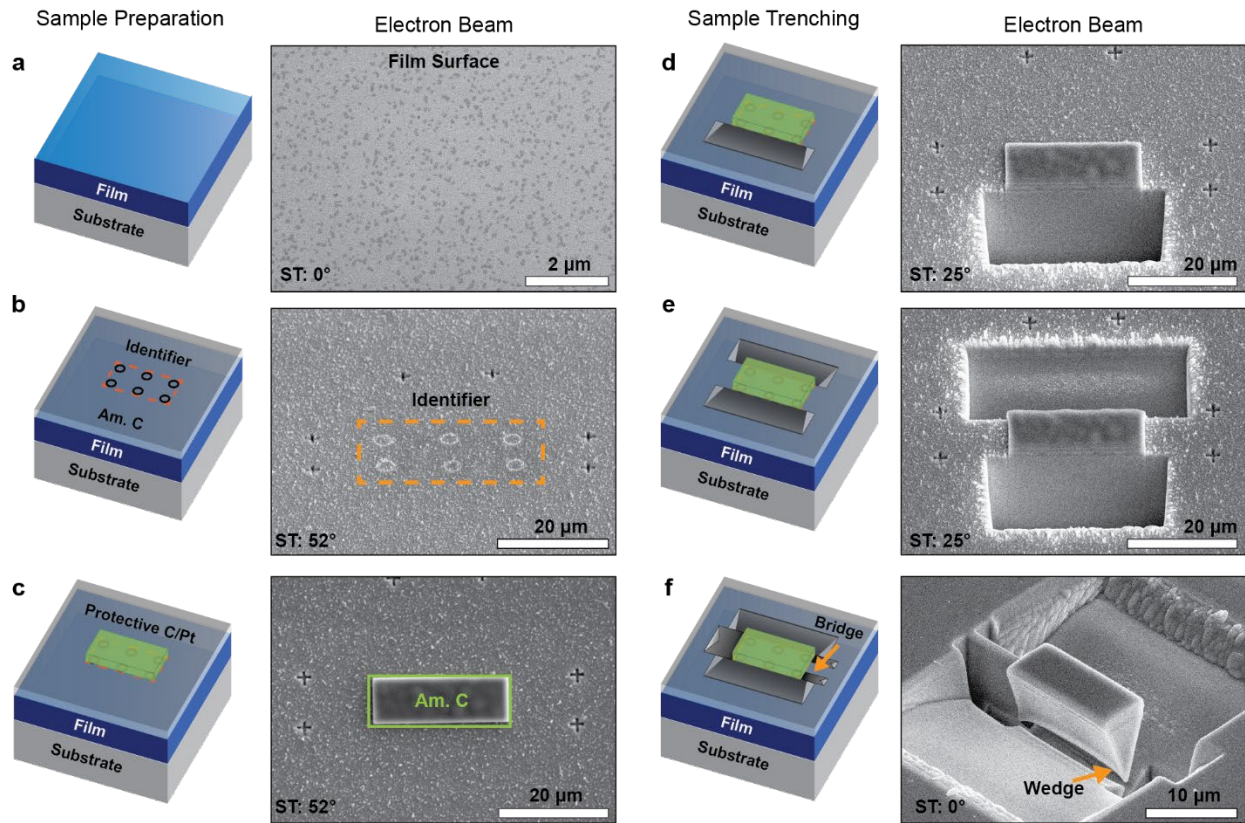 Sample Preparation
Electron Beam
Sample Trenching
Electron Beam
a
Film
Substrate
Film Surface
ST: 0°
2 µm
b
Identifier
Am. C
Film
Substrate
Identifier
ST: 52°
20 µm
c
Protective C/Pt
Film
Substrate
Am. C
ST: 52°
20 µm
d
Film
Substrate
ST: 25°
20 µm
e
Film
Substrate
ST: 25°
20 µm
f
Bridge
Film
Substrate
Wedge
ST: 0°
10 µm